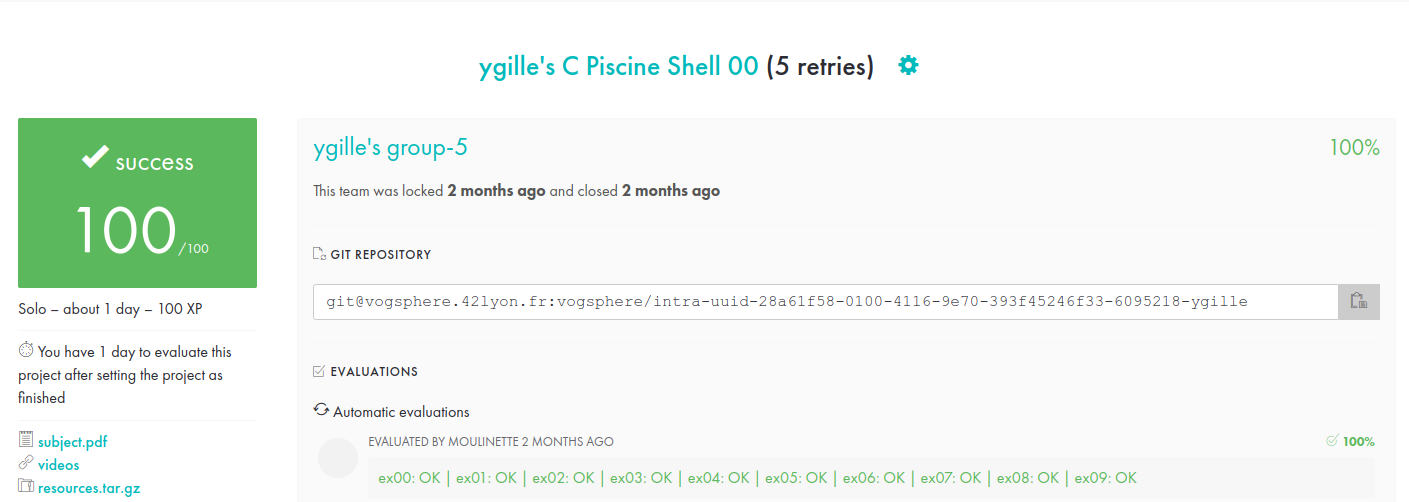 ygille's C Piscine Shell 00 (5 retries)
success
100/100
Solo – about 1 day – 100 XP
You have 1 day to evaluate this
project after setting the project as
finished
subject.pdf
videos
resources.tar.gz
ygille's group-5
100%
This team was locked 2 months ago and closed 2 months ago
GIT REPOSITORY
git@vogsphere.42lyon.fr:vogsphere/intra-uuid-28a61f58-0100-4116-9e70-393f45246f33-6095218-ygille
EVALUATIONS
Automatic evaluations
EVALUATED BY MOULINETTE 2 MONTHS AGO
100%
ex00: OK | ex01: OK | ex02: OK | ex03: OK | ex04: OK | ex05: OK | ex06: OK | ex07: OK | ex08: OK | ex09: OK